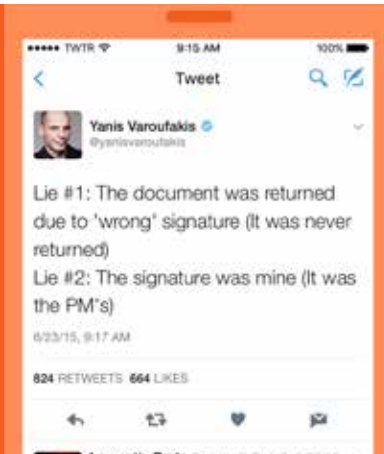 TWTR 9:15 AM 100%
Tweet
Yanis Varoufakis
@yanisvaroufakis
Lie #1: The document was returned
due to 'wrong' signature (It was never
returned)
Lie #2: The signature was mine (It was
the PM's)
6/23/15, 9:17 AM
824 RETWEETS 664 LIKES